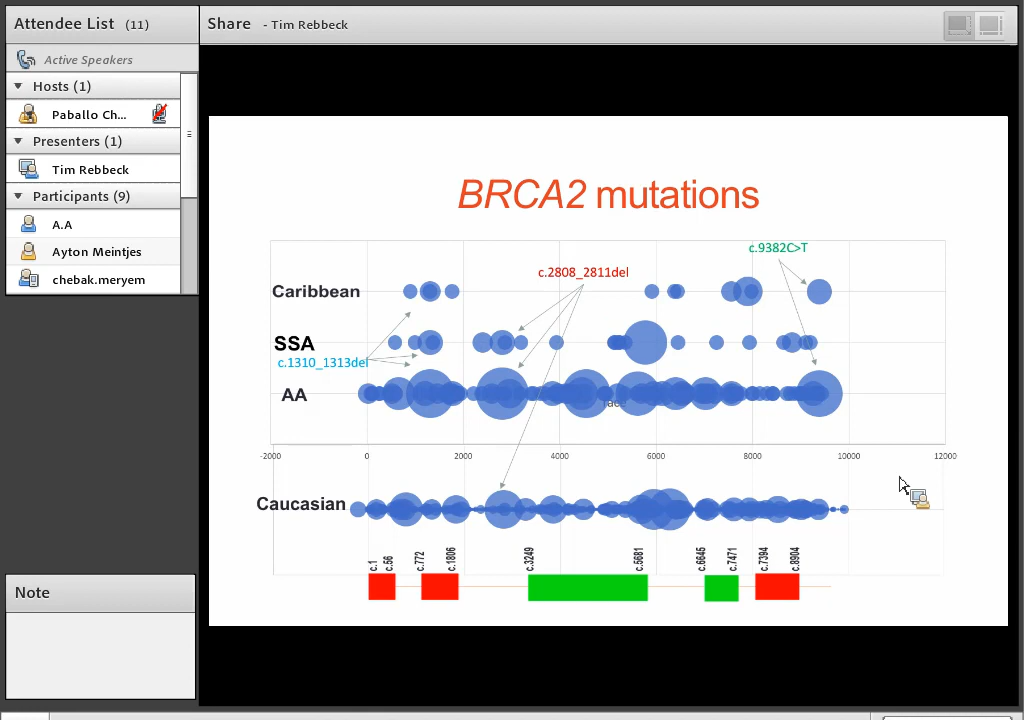 Attendee List (11)
Active Speakers
Hosts (1)
Paballo Ch...
Presenters (1)
Tim Rebbeck
Participants (9)
A.A
Ayton Meintjes
chebak.meryem
Note
Share - Tim Rebbeck
BRCA2 mutations
c.9382C>T
c.2808_2811del
Caribbean
SSA
c.1310_1313del
AA
-2000 0 2000 4000 6000 8000 10000 12000
Caucasian
c.1 c.56 c.772 c.1806 c.3249 c.5681 c.6645 c.7471 c.7394 c.8904